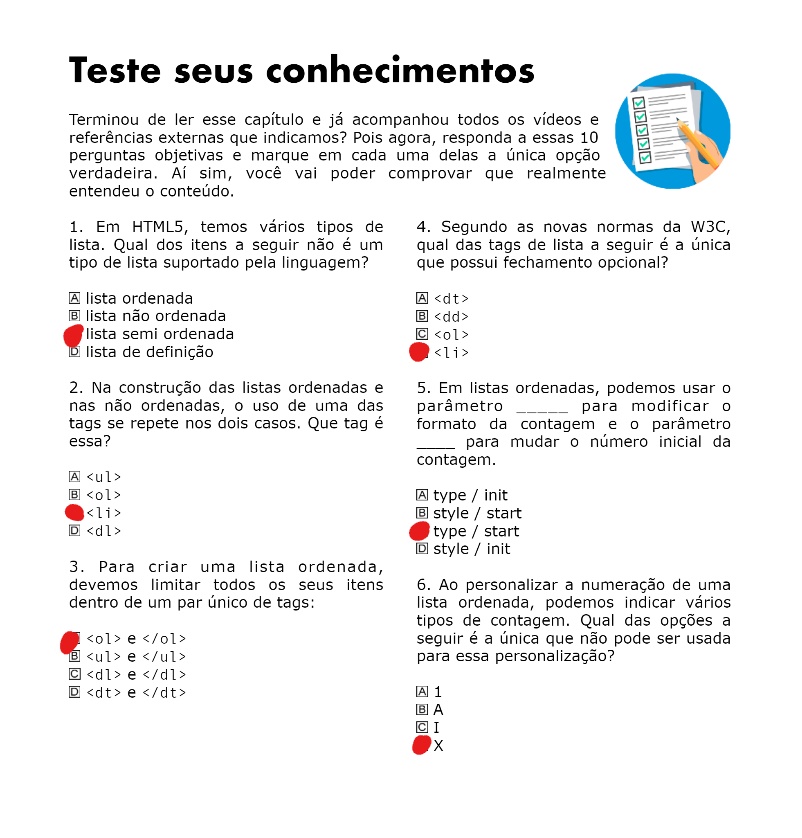 Teste seus conhecimentos
Terminou de ler esse capítulo e já acompanhou todos os vídeos e
referências externas que indicamos? Pois agora, responda a essas 10
perguntas objetivas e marque em cada uma delas a única opção
verdadeira. Aí sim, você vai poder comprovar que realmente
entendeu o conteúdo.
1. Em HTML5, temos vários tipos de
lista. Qual dos itens a seguir não é um
tipo de lista suportado pela linguagem?
A lista ordenada
B lista não ordenada
lista semi ordenada
D lista de definição
2. Na construção das listas ordenadas e
nas não ordenadas, o uso de uma das
tags se repete nos dois casos. Que tag é
essa?
A <ul>
B <ol>
<li>
D <dl>
3. Para criar uma lista ordenada,
devemos limitar todos os seus itens
dentro de um par único de tags:
<ol> e </ol>
B <ul> e </ul>
C <dl> e </dl>
D <dt> e </dt>
4. Segundo as novas normas da W3C,
qual das tags de lista a seguir é a única
que possui fechamento opcional?
A <dt>
B <dd>
C <ol>
<li>
5. Em listas ordenadas, podemos usar o
parâmetro _____ para modificar o
formato da contagem e o parâmetro
____ para mudar o número inicial da
contagem.
A type / init
B style / start
type / start
D style / init
6. Ao personalizar a numeração de uma
lista ordenada, podemos indicar vários
tipos de contagem. Qual das opções a
seguir é a única que não pode ser usada
para essa personalização?
A 1
B A
C I
X